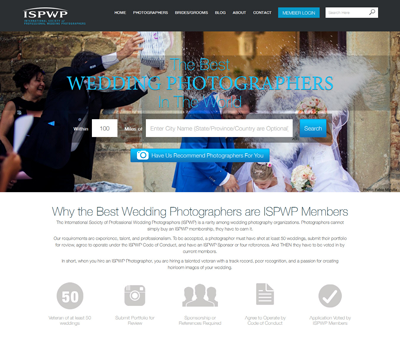 ISPWP
INTERNATIONAL SOCIETY of
PROFESSIONAL WEDDING PHOTOGRAPHERS
HOME PHOTOGRAPHERS BRIDES/GROOMS BLOG ABOUT CONTACT MEMBER LOGIN Search Here
The Best
WEDDING PHOTOGRAPHERS
In The World
Within 100 Miles of Enter City Name (State/Province/Country are Optional) Search
Have Us Recommend Photographers For You
Why the Best Wedding Photographers are ISPWP Members
The International Society of Professional Wedding Photographers (ISPWP) is a rarity among wedding photography organizations. Photographers cannot
simply buy an ISPWP membership; they have to earn it.
Our requirements are experience, talent, and professionalism. To be accepted, a photographer must have shot at least 50 weddings, submit their portfolio
for review, agree to operate under the ISPWP Code of Conduct, and have an ISPWP Sponsor or four references. And THEN they have to be voted in by
current members.
In short, when you hire an ISPWP Photographer, you are hiring a talented veteran with a track record, poor recognition, and a passion for creating
heirloom images of your wedding.
50
Veteran of at least 50
weddings
Submit Portfolio for
Review
Sponsorship or
References Required
Agree to Operate by
Code of Conduct
Application Voted by
ISPWP Members